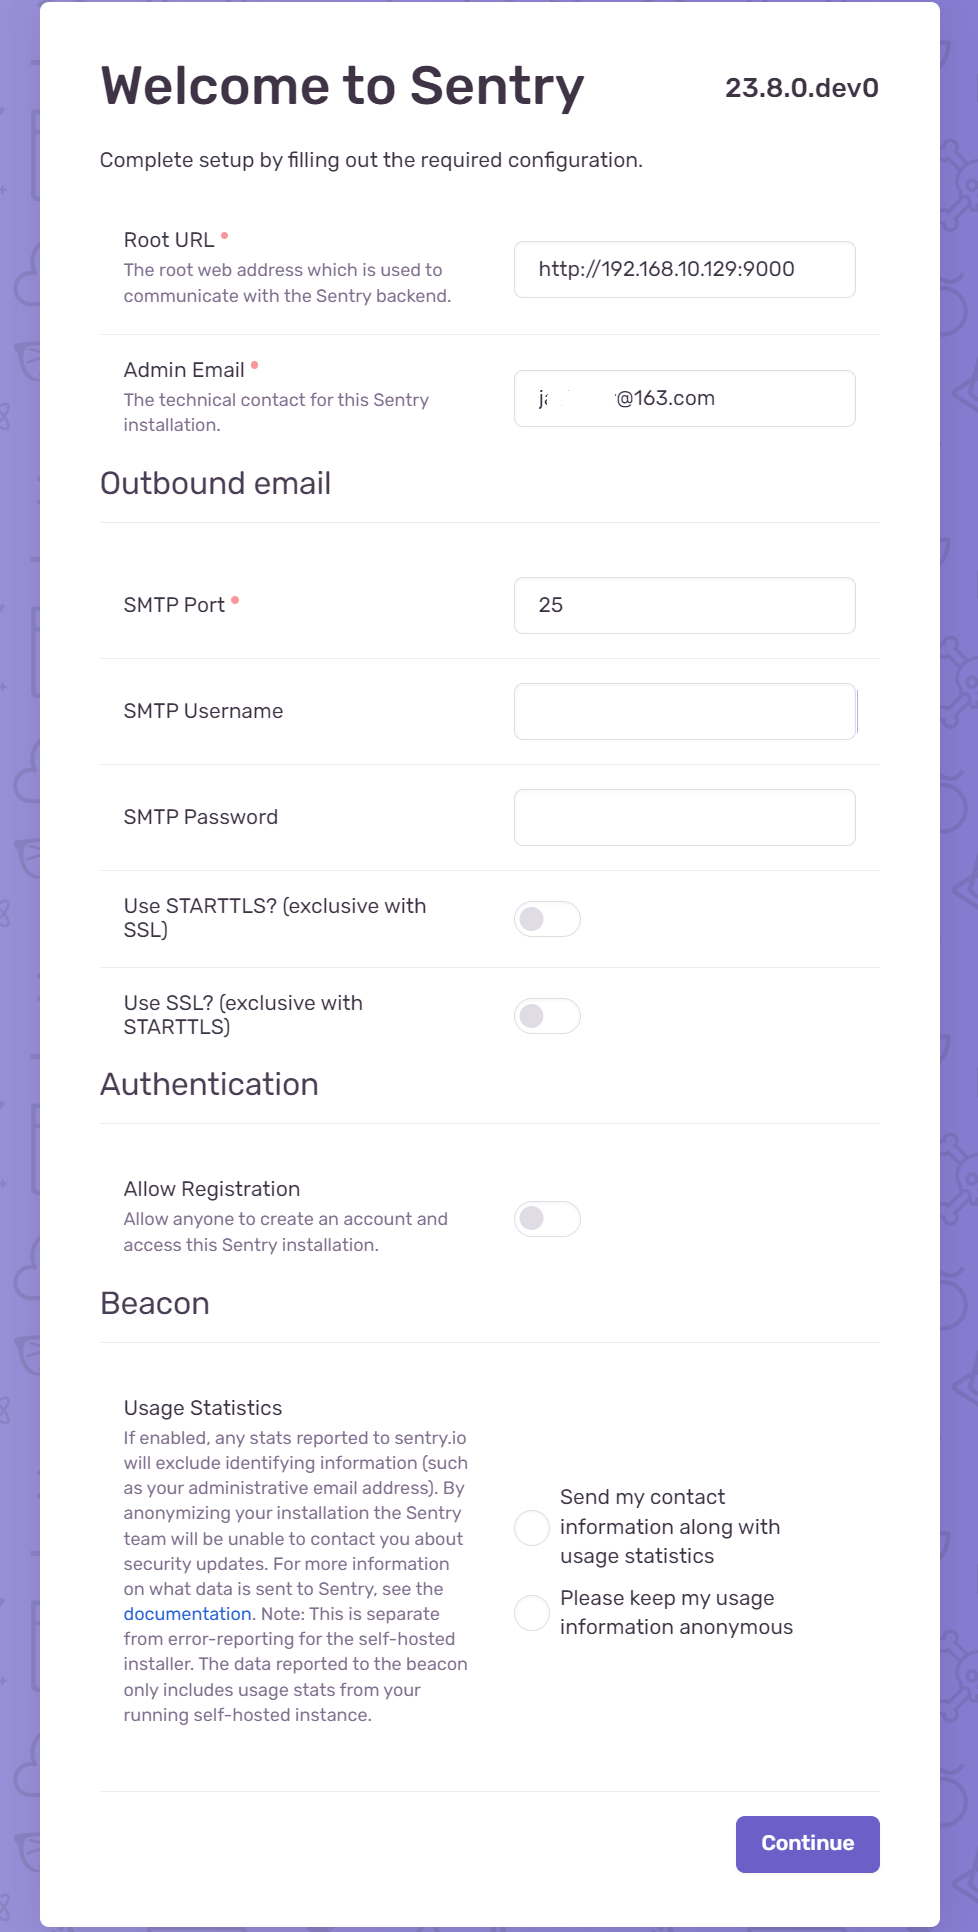 Welcome to Sentry
23.8.0.dev0
Complete setup by filling out the required configuration.
Root URL
The root web address which is used to
communicate with the Sentry backend.
http://192.168.10.129:9000
Admin Email
The technical contact for this Sentry
installation.
@163.com
Outbound email
SMTP Port
25
SMTP Username
SMTP Password
Use STARTTLS? (exclusive with
SSL)
Use SSL? (exclusive with
STARTTLS)
Authentication
Allow Registration
Allow anyone to create an account and
access this Sentry installation.
Beacon
Usage Statistics
If enabled, any stats reported to sentry.io
will exclude identifying information (such
as your administrative email address). By
anonymizing your installation the Sentry
team will be unable to contact you about
security updates. For more information
on what data is sent to Sentry, see the
documentation. Note: This is separate
from error-reporting for the self-hosted
installer. The data reported to the beacon
only includes usage stats from your
running self-hosted instance.
Send my contact
information along with
usage statistics
Please keep my usage
information anonymous
Continue